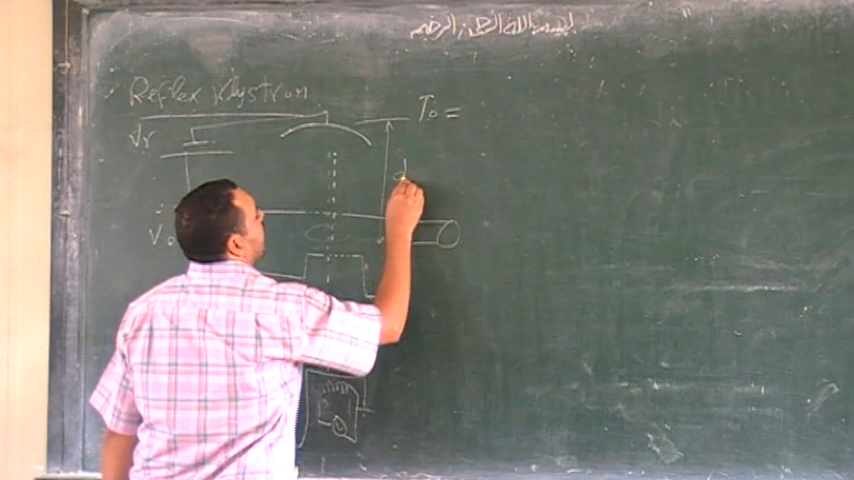 بسم الله الرحمن الرحيم
Reflex Klystron
T₀ =
Vr
d
V₀